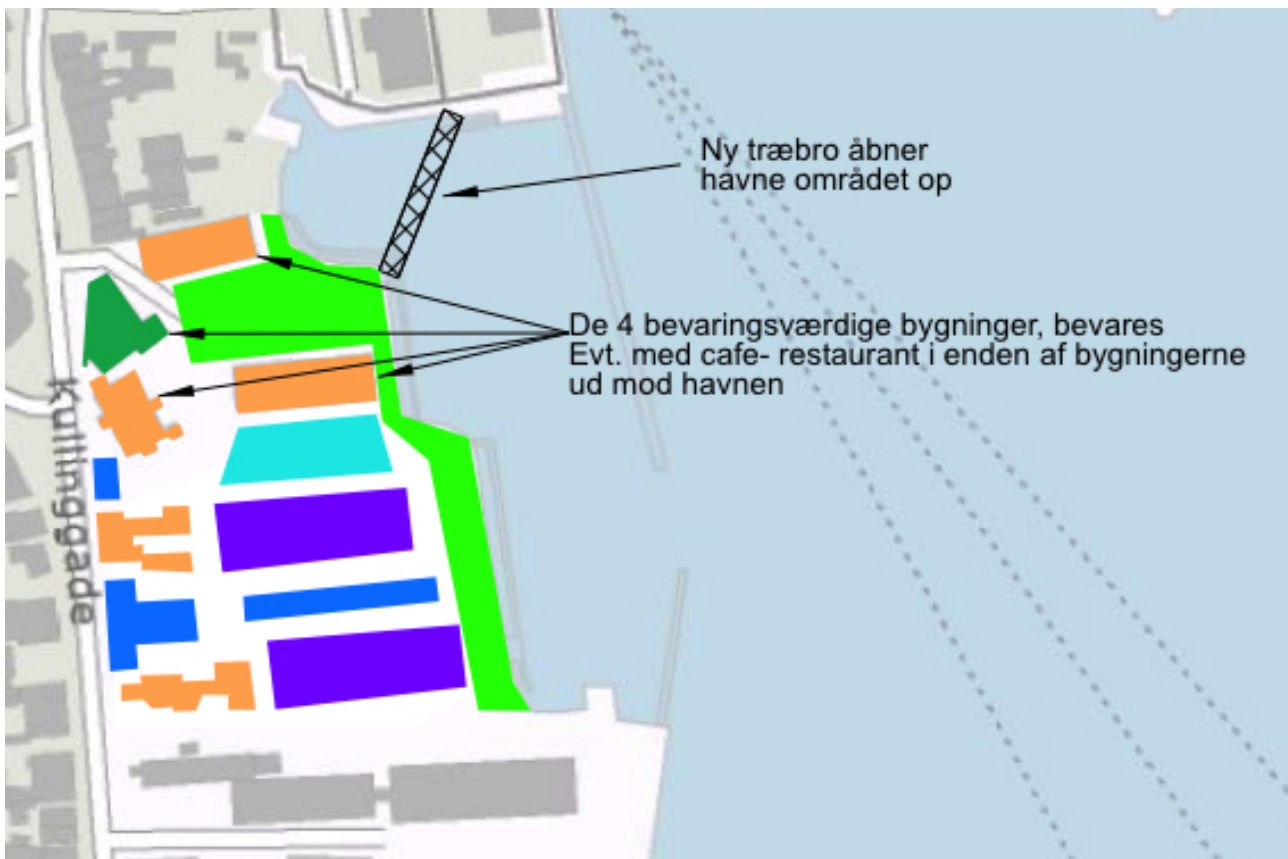 Ny træbro åbner
havne området op
De 4 bevaringsværdige bygninger, bevares
Evt. med cafe- restaurant i enden af bygningerne
ud mod havnen
Kullinggade